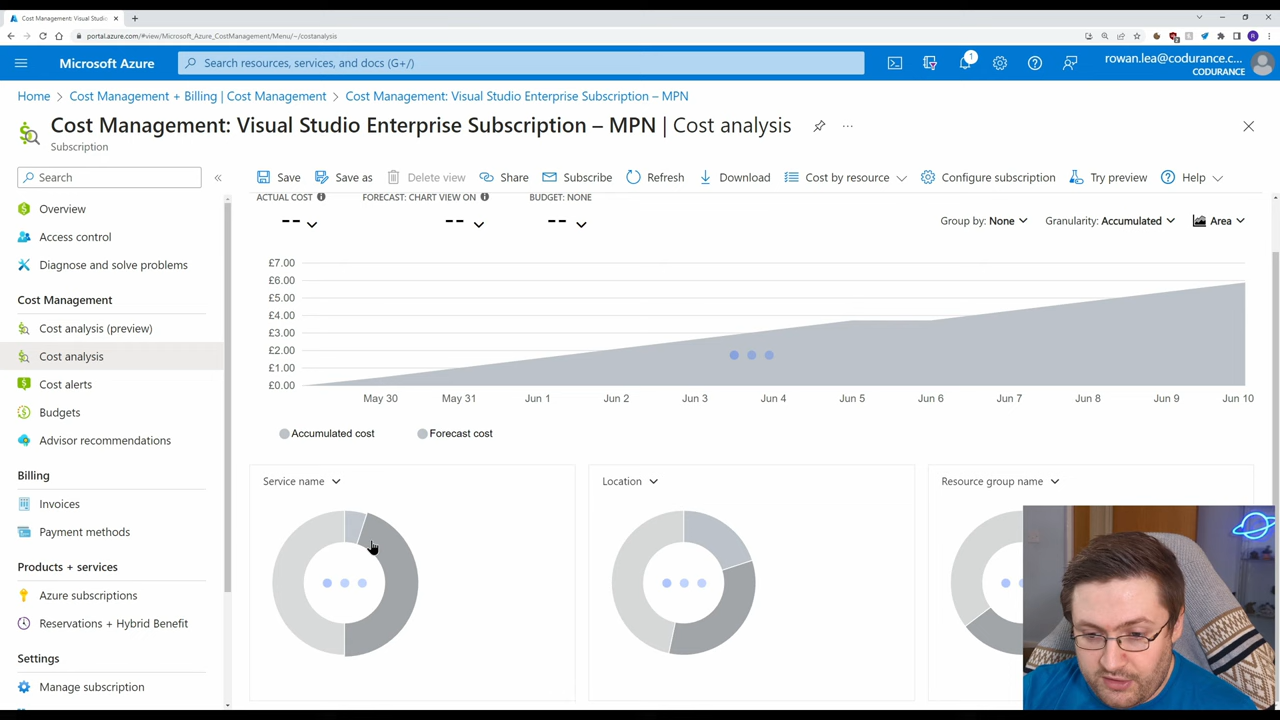 Cost Management: Visual Studio
portal.azure.com/#view/Microsoft_Azure_CostManagement/Menu/~/costanalysis
Microsoft Azure
Search resources, services, and docs (G+/)
1
rowan.lea@codurance.c...
CODURANCE
Home > Cost Management + Billing | Cost Management > Cost Management: Visual Studio Enterprise Subscription – MPN
Cost Management: Visual Studio Enterprise Subscription – MPN | Cost analysis
Subscription
Search
Save
Save as
Delete view
Share
Subscribe
Refresh
Download
Cost by resource
Configure subscription
Try preview
Help
Overview
Access control
Diagnose and solve problems
Cost Management
Cost analysis (preview)
Cost analysis
Cost alerts
Budgets
Advisor recommendations
Billing
Invoices
Payment methods
Products + services
Azure subscriptions
Reservations + Hybrid Benefit
Settings
Manage subscription
ACTUAL COST
FORECAST: CHART VIEW ON
BUDGET: NONE
--
--
--
Group by: None
Granularity: Accumulated
Area
£7.00
£6.00
£5.00
£4.00
£3.00
£2.00
£1.00
£0.00
May 30
May 31
Jun 1
Jun 2
Jun 3
Jun 4
Jun 5
Jun 6
Jun 7
Jun 8
Jun 9
Jun 10
Accumulated cost
Forecast cost
Service name
Location
Resource group name